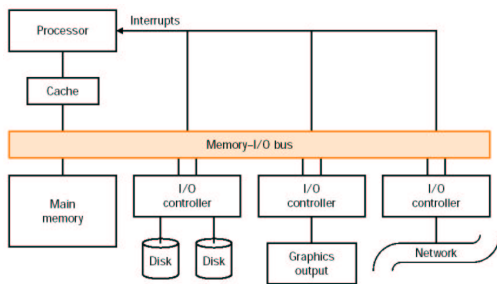 Interrupts
Processor
Cache
Memory–I/O bus
Main
memory
I/O
controller
I/O
controller
I/O
controller
Disk
Disk
Graphics
output
Network